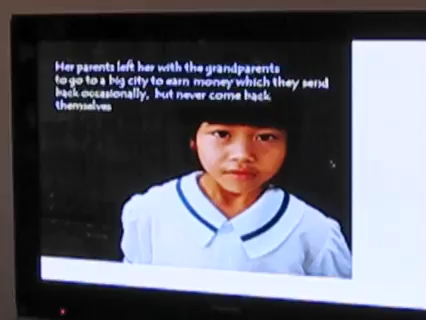 Her parents left her with the grandparents
to go to a big city to earn money which they send
back occasionally, but never come back
themselves